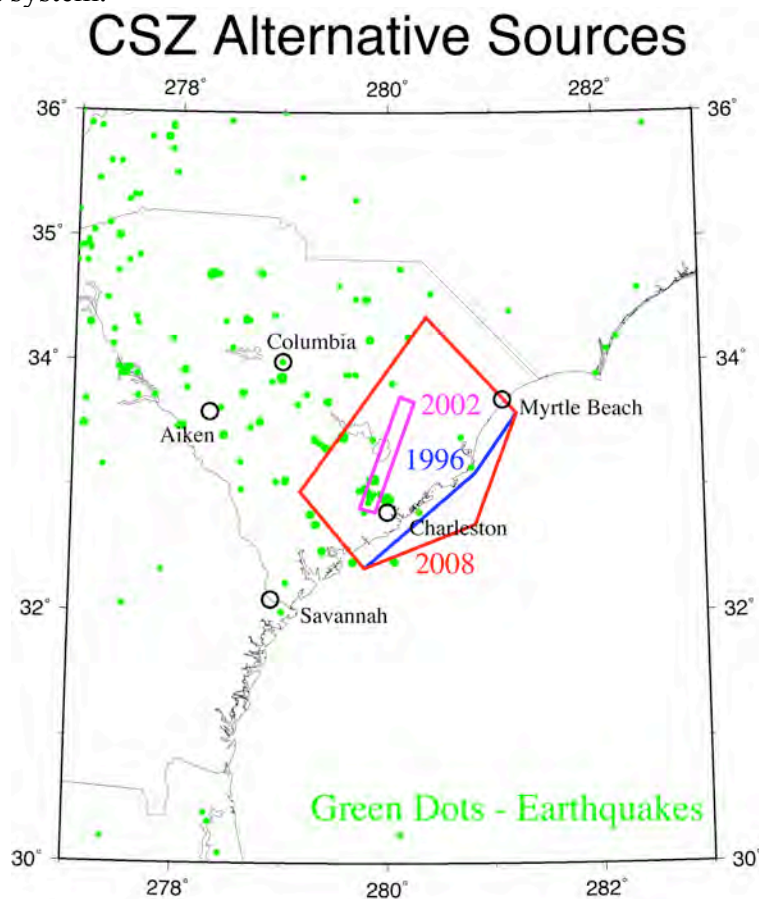 system.
CSZ Alternative Sources
278° 280° 282°
36° 36°
35°
Columbia
34° 34°
2002
Myrtle Beach
Aiken
1996
Charleston
2008
32° 32°
Savannah
Green Dots - Earthquakes
30° 30°
278° 280° 282°